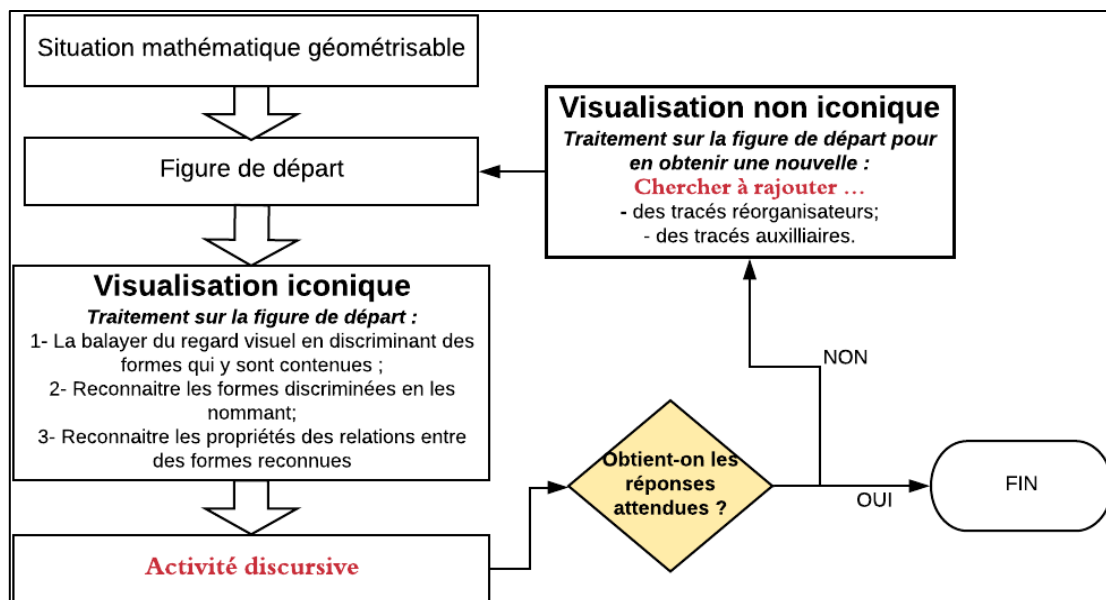 Situation mathématique géométrisable
Figure de départ
Visualisation iconique
Traitement sur la figure de départ :
1- La balayer du regard visuel en discriminant des
formes qui y sont contenues ;
2- Reconnaitre les formes discriminées en les
nommant;
3- Reconnaitre les propriétés des relations entre
des formes reconnues
Activité discursive
Obtient-on les
réponses
attendues ?
NON
OUI
FIN
Visualisation non iconique
Traitement sur la figure de départ pour
en obtenir une nouvelle :
Chercher à rajouter …
- des tracés réorganisateurs;
- des tracés auxilliaires.